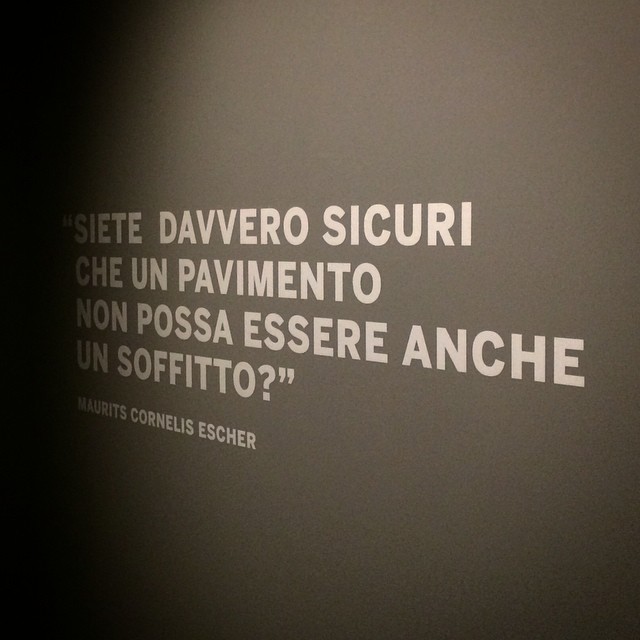 “SIETE DAVVERO SICURI
CHE UN PAVIMENTO
NON POSSA ESSERE ANCHE
UN SOFFITTO?”
MAURITS CORNELIS ESCHER